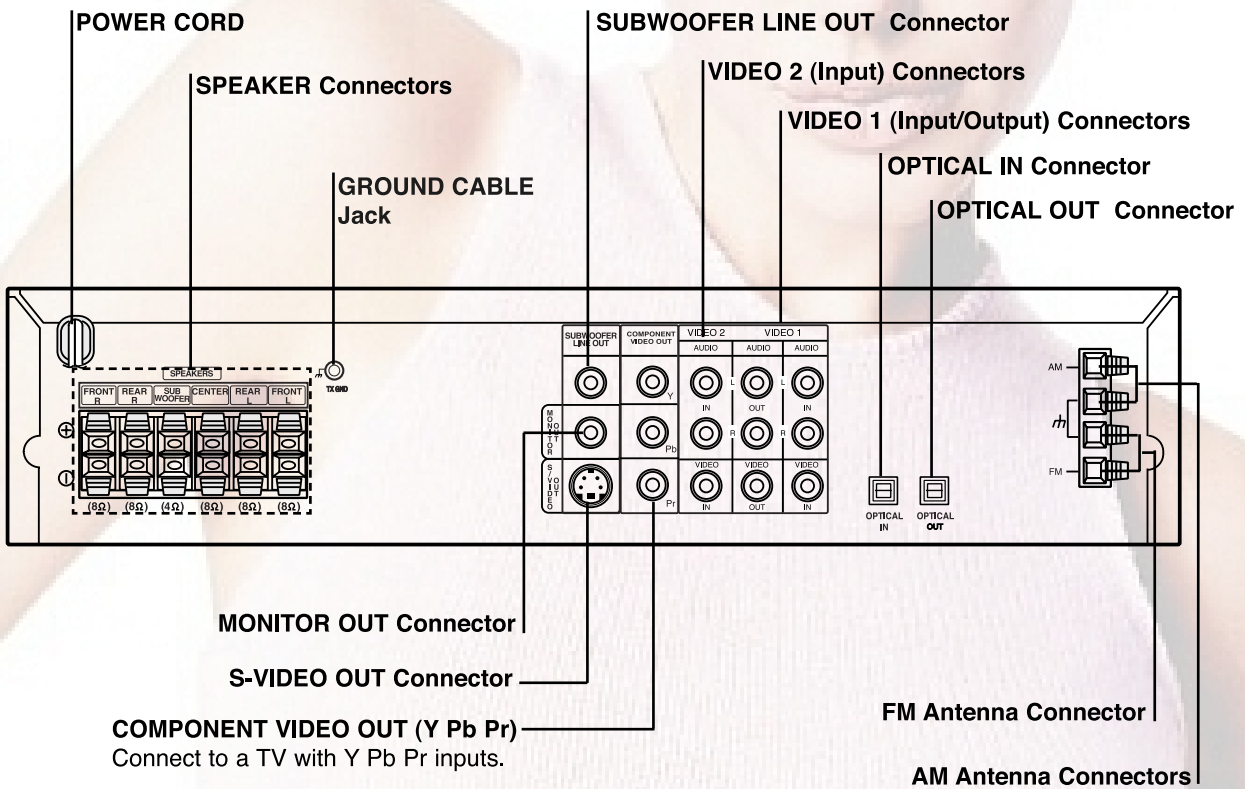 POWER CORD
SUBWOOFER LINE OUT Connector
SPEAKER Connectors
VIDEO 2 (Input) Connectors
VIDEO 1 (Input/Output) Connectors
OPTICAL IN Connector
GROUND CABLE
Jack
OPTICAL OUT Connector
SPEAKERS
FRONT R
REAR R
SUB WOOFER
CENTER
REAR L
FRONT L
(8Ω) (8Ω) (4Ω) (8Ω) (8Ω) (8Ω)
TX GND
SUBWOOFER
LINE OUT
COMPONENT
VIDEO OUT
VIDEO 2 VIDEO 1
AUDIO AUDIO AUDIO
Y
L L
IN OUT IN
MONITOR OUT
Pb
R R
S/VIDEO OUT
Pr
VIDEO VIDEO VIDEO
IN OUT IN
OPTICAL
IN
OPTICAL
OUT
AM
FM
MONITOR OUT Connector
S-VIDEO OUT Connector
COMPONENT VIDEO OUT (Y Pb Pr)
Connect to a TV with Y Pb Pr inputs.
FM Antenna Connector
AM Antenna Connectors